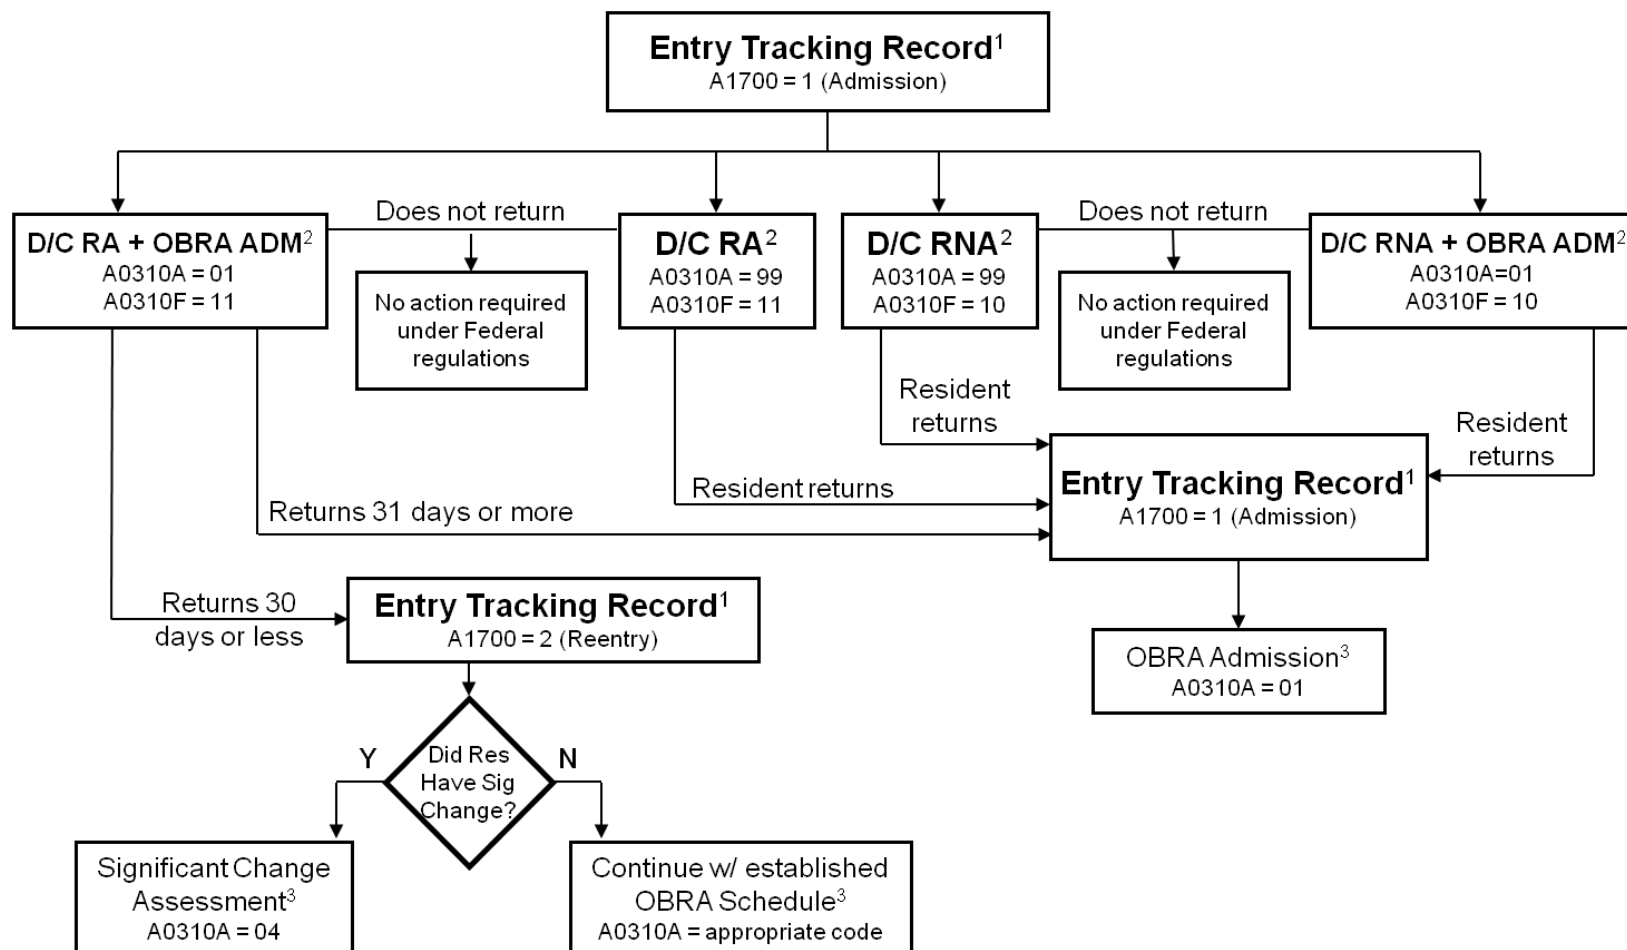 Entry Tracking Record¹
A1700 = 1 (Admission)
Does not return
Does not return
D/C RA + OBRA ADM²
A0310A = 01
A0310F = 11
D/C RA²
A0310A = 99
A0310F = 11
D/C RNA²
A0310A = 99
A0310F = 10
D/C RNA + OBRA ADM²
A0310A=01
A0310F = 10
No action required
under Federal
regulations
No action required
under Federal
regulations
Resident
returns
Resident
returns
Resident returns
Returns 31 days or more
Entry Tracking Record¹
A1700 = 1 (Admission)
Returns 30
days or less
Entry Tracking Record¹
A1700 = 2 (Reentry)
OBRA Admission³
A0310A = 01
Y
Did Res
Have Sig
Change?
N
Significant Change
Assessment³
A0310A = 04
Continue w/ established
OBRA Schedule³
A0310A = appropriate code